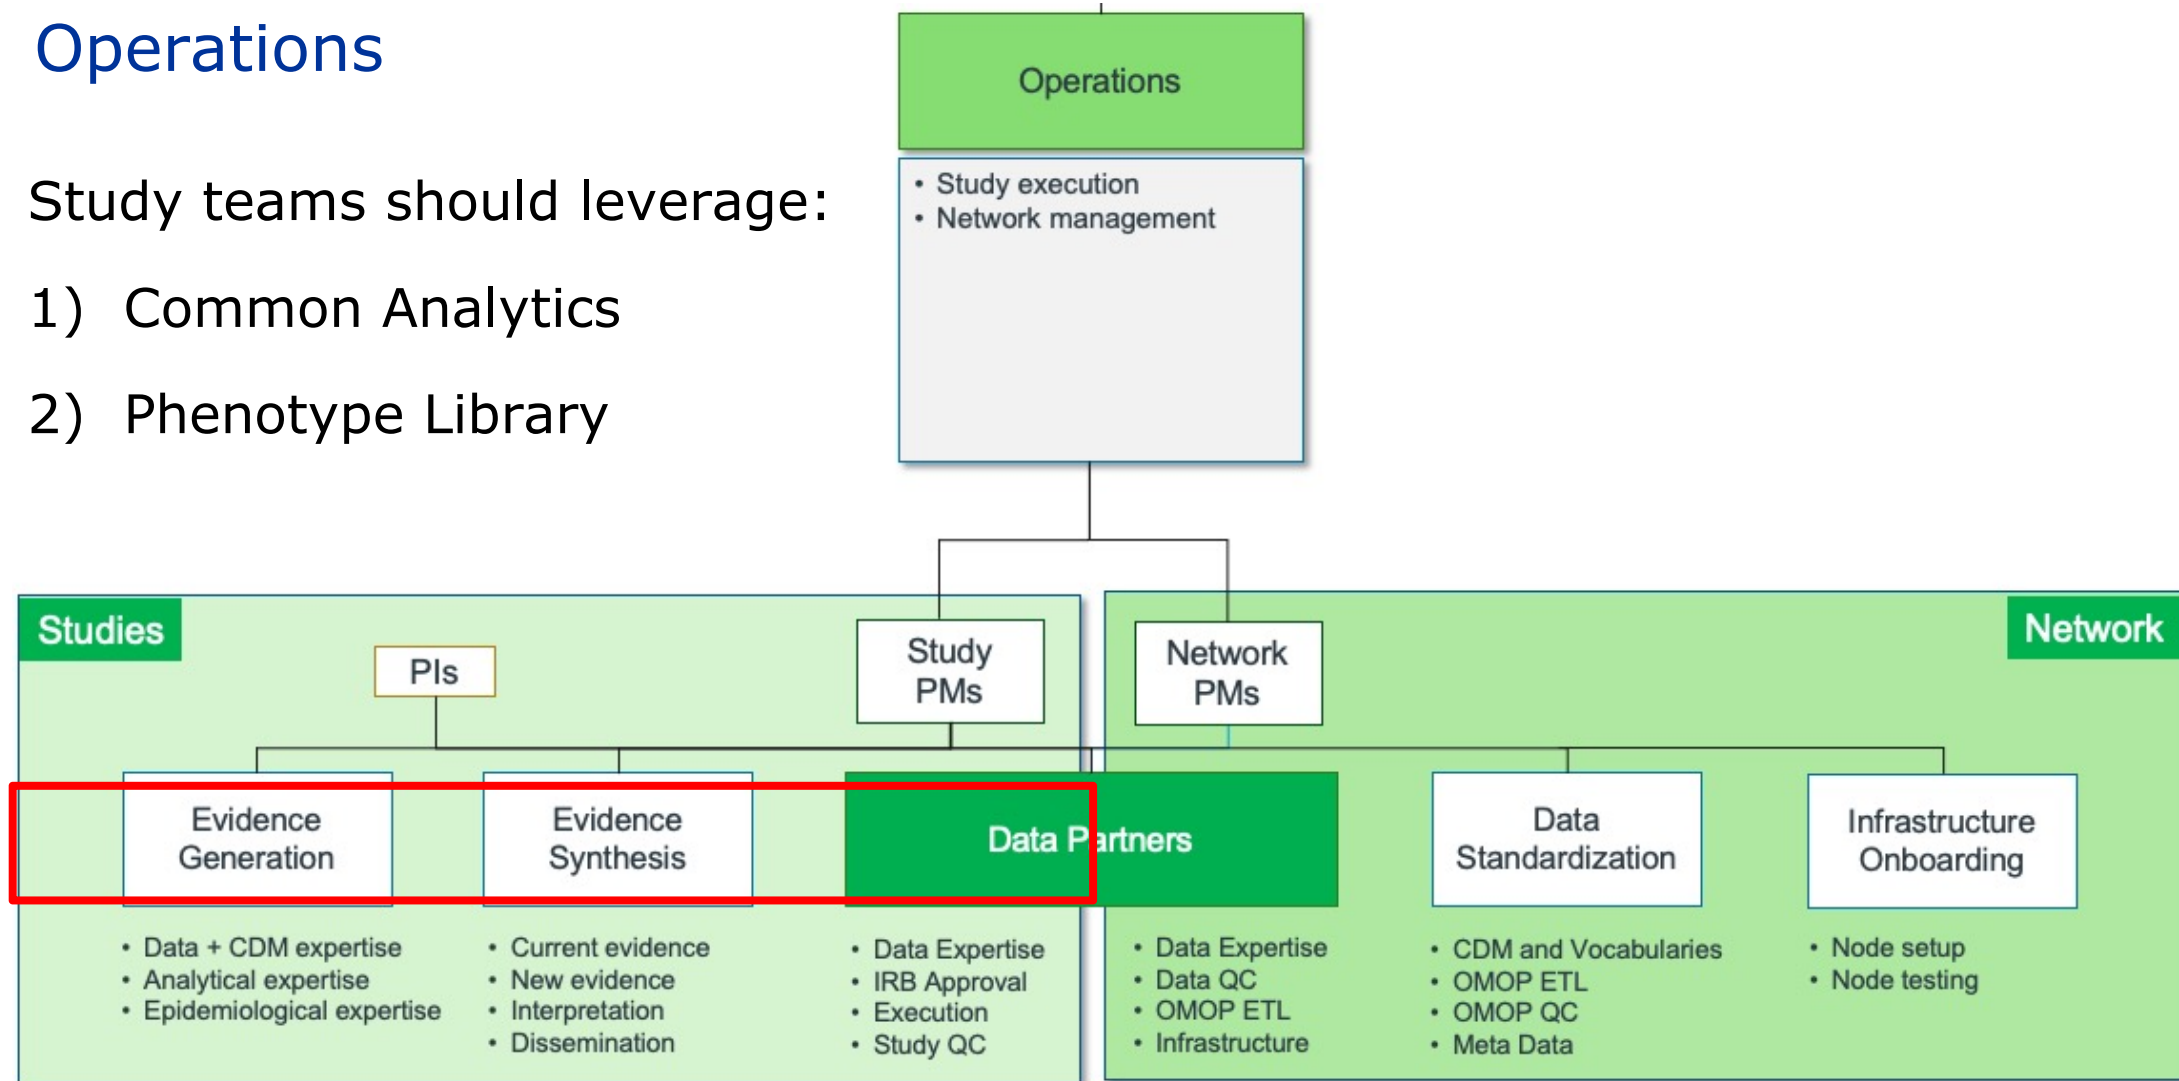 Operations
Study teams should leverage:
1) Common Analytics
2) Phenotype Library
Operations
• Study execution
• Network management
Studies
PIs
Study
PMs
Network
PMs
Network
Evidence
Generation
Evidence
Synthesis
Data Partners
Data
Standardization
Infrastructure
Onboarding
• Data + CDM expertise
• Analytical expertise
• Epidemiological expertise
• Current evidence
• New evidence
• Interpretation
• Dissemination
• Data Expertise
• IRB Approval
• Execution
• Study QC
• Data Expertise
• Data QC
• OMOP ETL
• Infrastructure
• CDM and Vocabularies
• OMOP ETL
• OMOP QC
• Meta Data
• Node setup
• Node testing